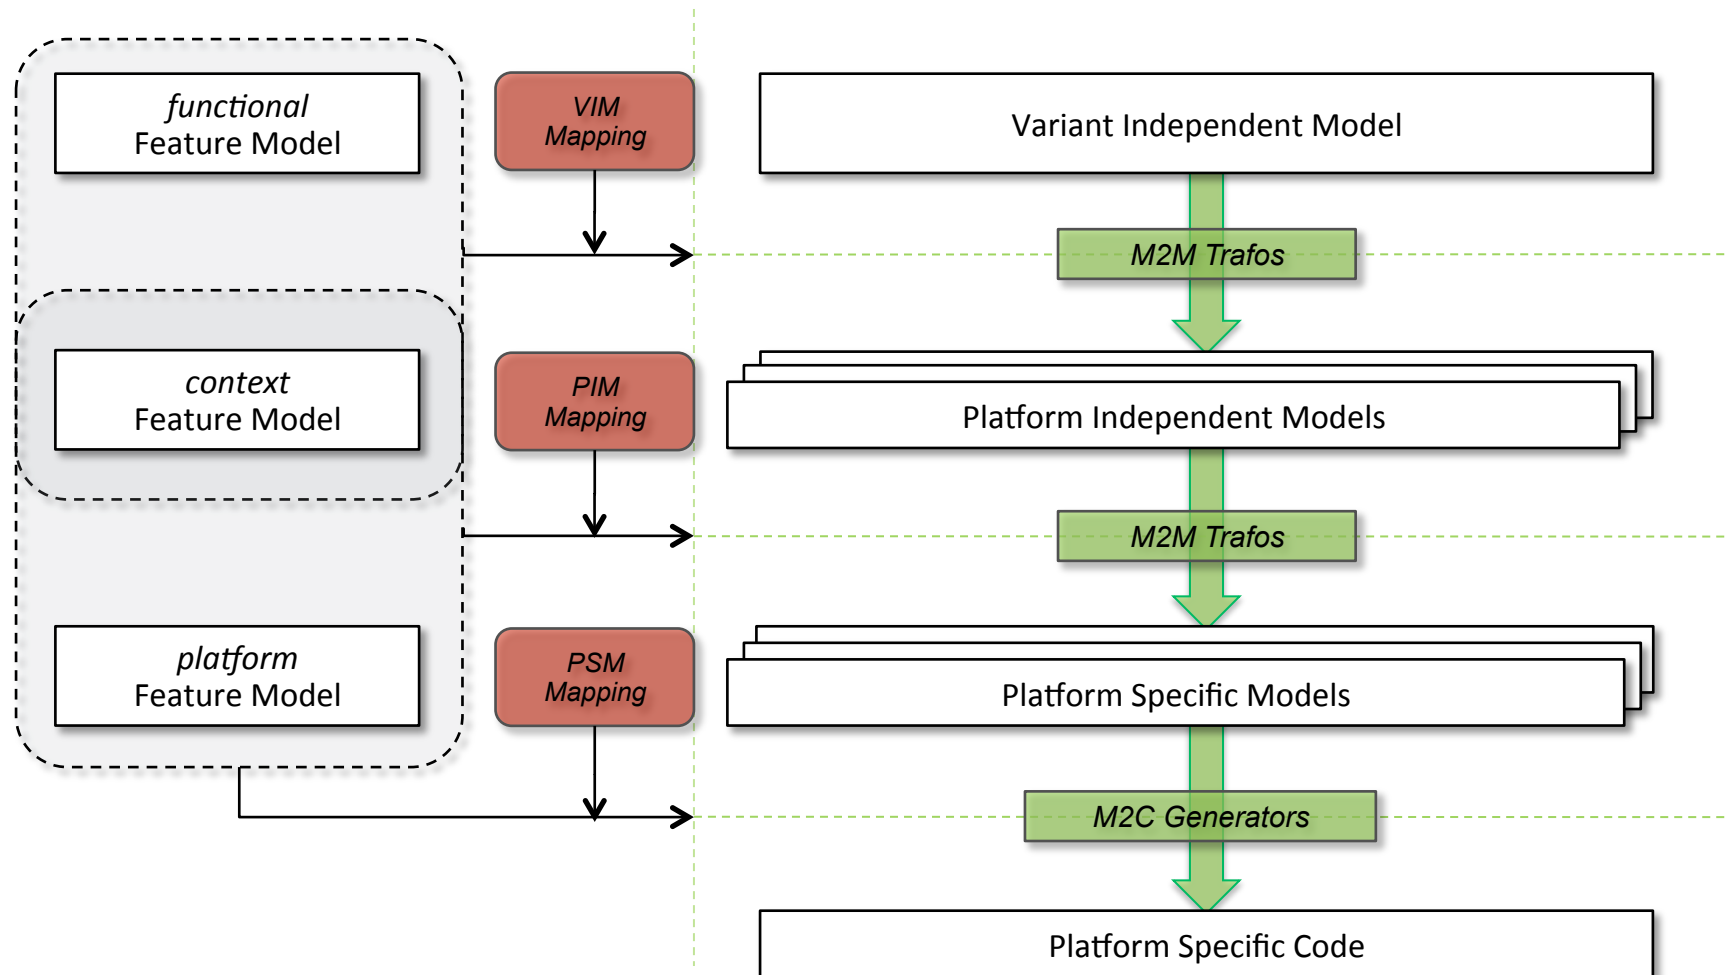 functional
Feature Model
VIM
Mapping
Variant Independent Model
M2M Trafos
context
Feature Model
PIM
Mapping
Platform Independent Models
M2M Trafos
platform
Feature Model
PSM
Mapping
Platform Specific Models
M2C Generators
Platform Specific Code